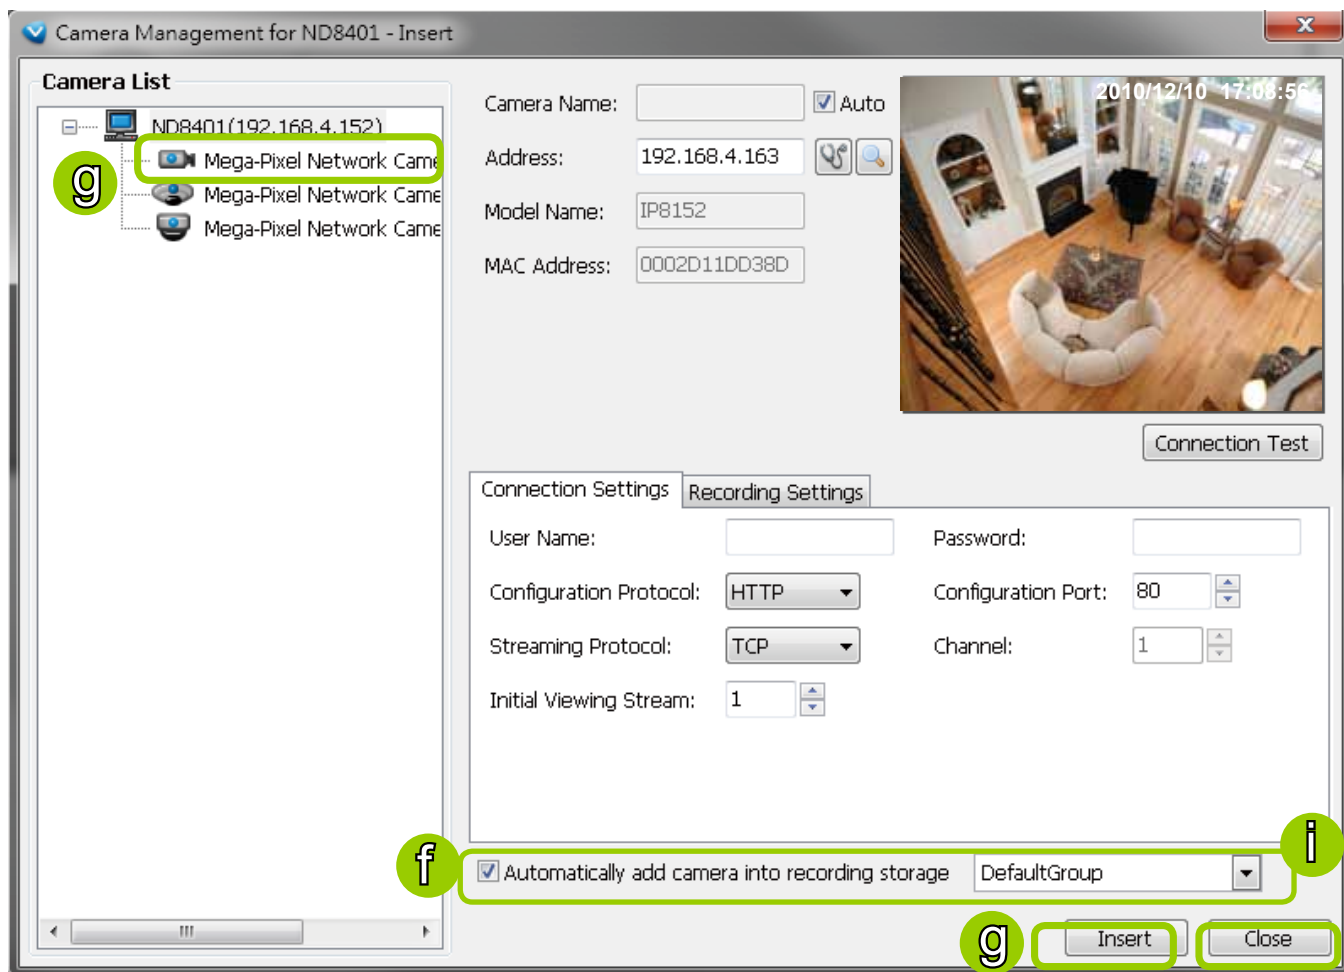 Camera Management for ND8401 - Insert
x
Camera List
ND8401(192.168.4.152)
g
Mega-Pixel Network Came
Mega-Pixel Network Came
Mega-Pixel Network Came
Camera Name:
Auto
Address: 192.168.4.163
Model Name: IP8152
MAC Address: 0002D11DD38D
2010/12/10 17:08:56
Connection Test
Connection Settings Recording Settings
User Name: Password:
Configuration Protocol: HTTP Configuration Port: 80
Streaming Protocol: TCP Channel: 1
Initial Viewing Stream: 1
f
Automatically add camera into recording storage DefaultGroup
i
g
Insert Close